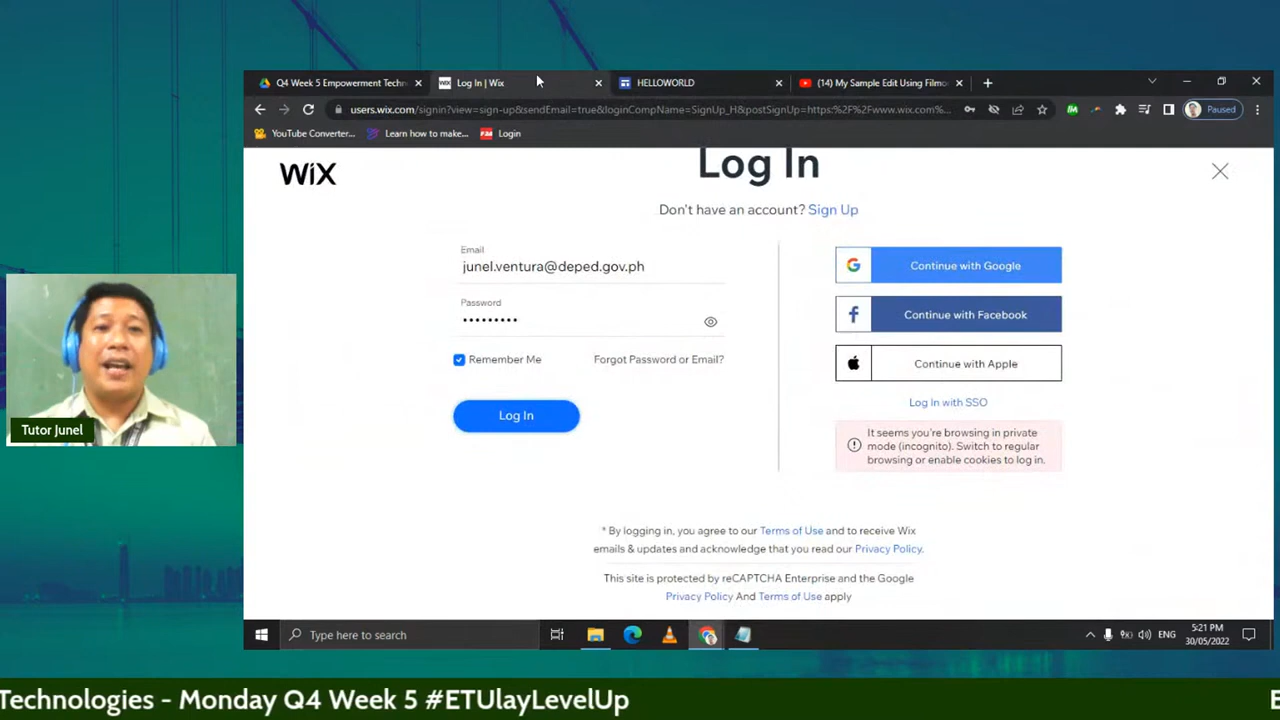 Q4 Week 5 Empowerment Techn
Log In | Wix
HELLOWORLD
(14) My Sample Edit Using Filmo
users.wix.com/signin?view=sign-up&sendEmail=true&loginCompName=SignUp_H&postSignUp=https:%2F%2Fwww.wix.com%...
Paused
YouTube Converter...
Learn how to make...
FM
Login
WiX
Log In
Don't have an account? Sign Up
Email
junel.ventura@deped.gov.ph
Password
•••••••••
Remember Me
Forgot Password or Email?
Log In
G Continue with Google
f Continue with Facebook
Continue with Apple
Log In with SSO
It seems you're browsing in private
mode (incognito). Switch to regular
browsing or enable cookies to log in.
* By logging in, you agree to our Terms of Use and to receive Wix
emails & updates and acknowledge that you read our Privacy Policy.
This site is protected by reCAPTCHA Enterprise and the Google
Privacy Policy And Terms of Use apply
Tutor Junel
Type here to search
ENG
5:21 PM
30/05/2022
Technologies - Monday Q4 Week 5 #ETUlayLevelUp
E